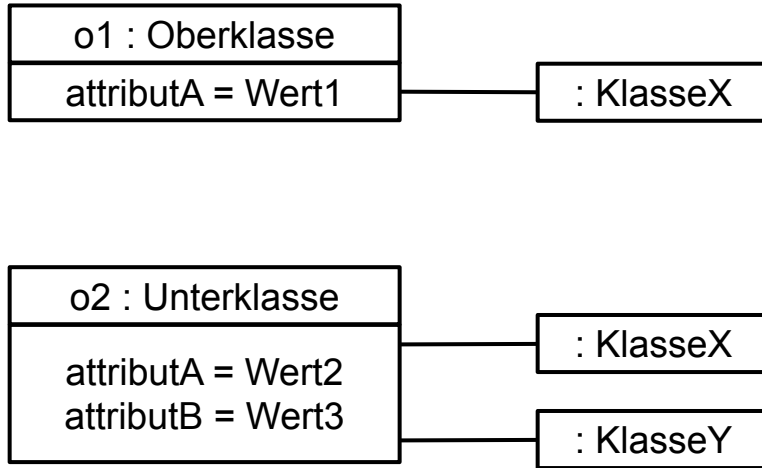 o1 : Oberklasse
attributA = Wert1
: KlasseX
o2 : Unterklasse
attributA = Wert2
attributB = Wert3
: KlasseX
: KlasseY